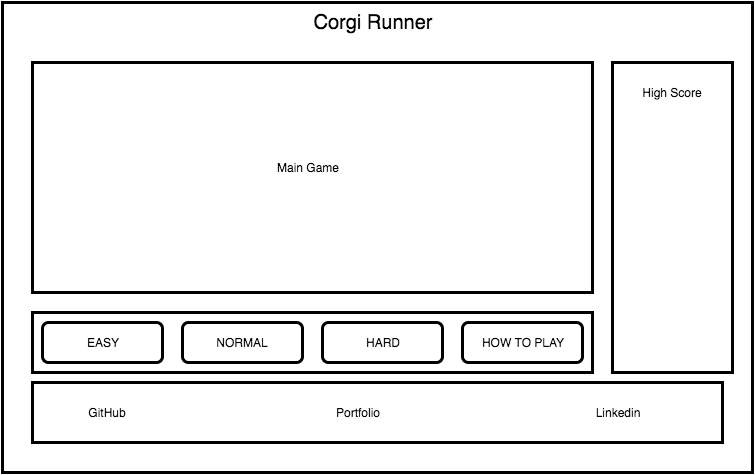 Corgi Runner
Main Game
High Score
EASY
NORMAL
HARD
HOW TO PLAY
GitHub
Portfolio
Linkedin